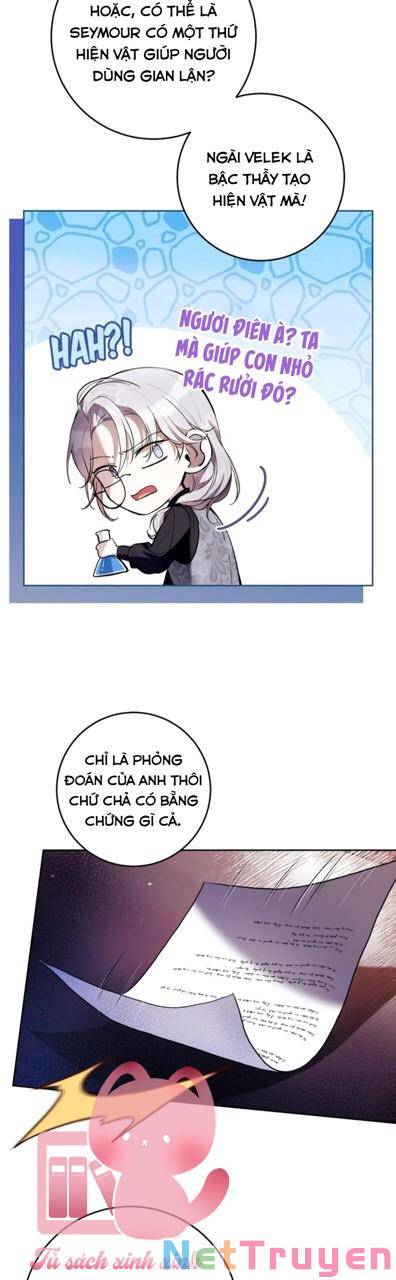 HOẶC, CÓ THỂ LÀ
SEYMOUR CÓ MỘT THỨ
HIỆN VẬT GIÚP NGƯỜI
DÙNG GIAN LẬN?
NGÀI VELEK LÀ
BẬC THẦY TẠO
HIỆN VẬT MÀ!
HAH?!
NGƯƠI ĐIÊN À? TA
MÀ GIÚP CON NHỎ
RÁC RƯỞI ĐÓ?
CHỈ LÀ PHỎNG
ĐOÁN CỦA ANH THÔI
CHỨ CHẢ CÓ BẰNG
CHỨNG GÌ CẢ.
Tủ sách xinh xinh
NetTruyen